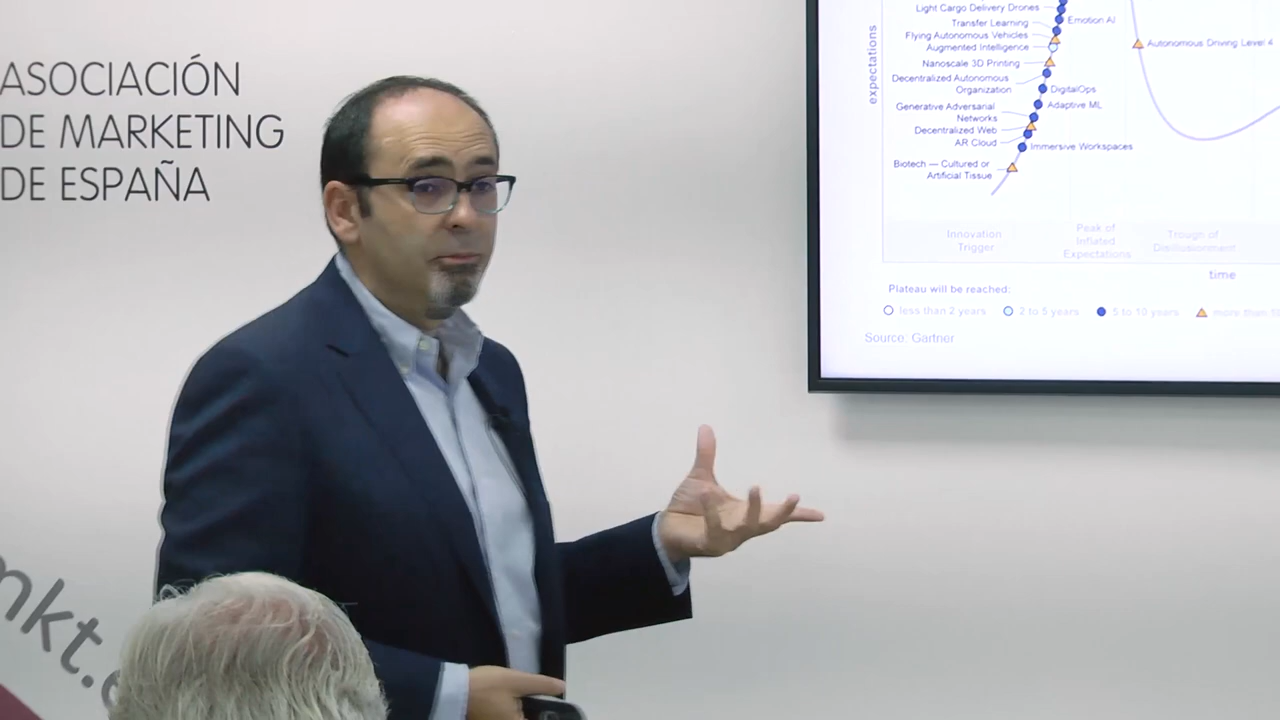 ASOCIACIÓN
DE MARKETING
DE ESPAÑA
mkt.
expectations
Light Cargo Delivery Drones
Transfer Learning
Flying Autonomous Vehicles
Augmented Intelligence
Nanoscale 3D Printing
Decentralized Autonomous
Organization
Generative Adversarial
Networks
Decentralized Web
AR Cloud
Biotech — Cultured or
Artificial Tissue
Emotion AI
DigitalOps
Adaptive ML
Immersive Workspaces
Autonomous Driving Level 4
Innovation
Trigger
Peak of
Inflated
Expectations
Trough of
Disillusionment
time
Plateau will be reached:
less than 2 years
2 to 5 years
5 to 10 years
more than
Source: Gartner